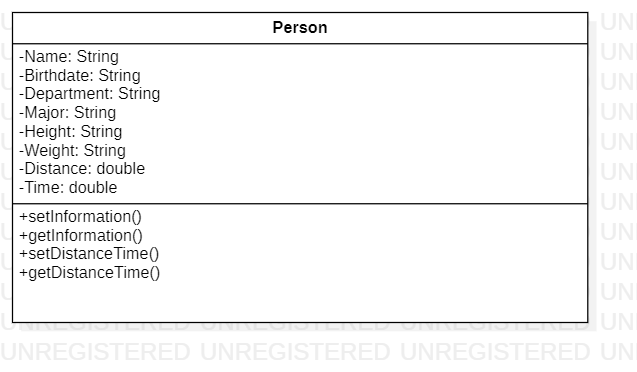 Person
-Name: String
-Birthdate: String
-Department: String
-Major: String
-Height: String
-Weight: String
-Distance: double
-Time: double
+setInformation()
+getInformation()
+setDistanceTime()
+getDistanceTime()
UNREGISTERED UNREGISTERED UNREGISTERED UN
UNREGISTERED UNREGISTERED UNREGISTERED UN